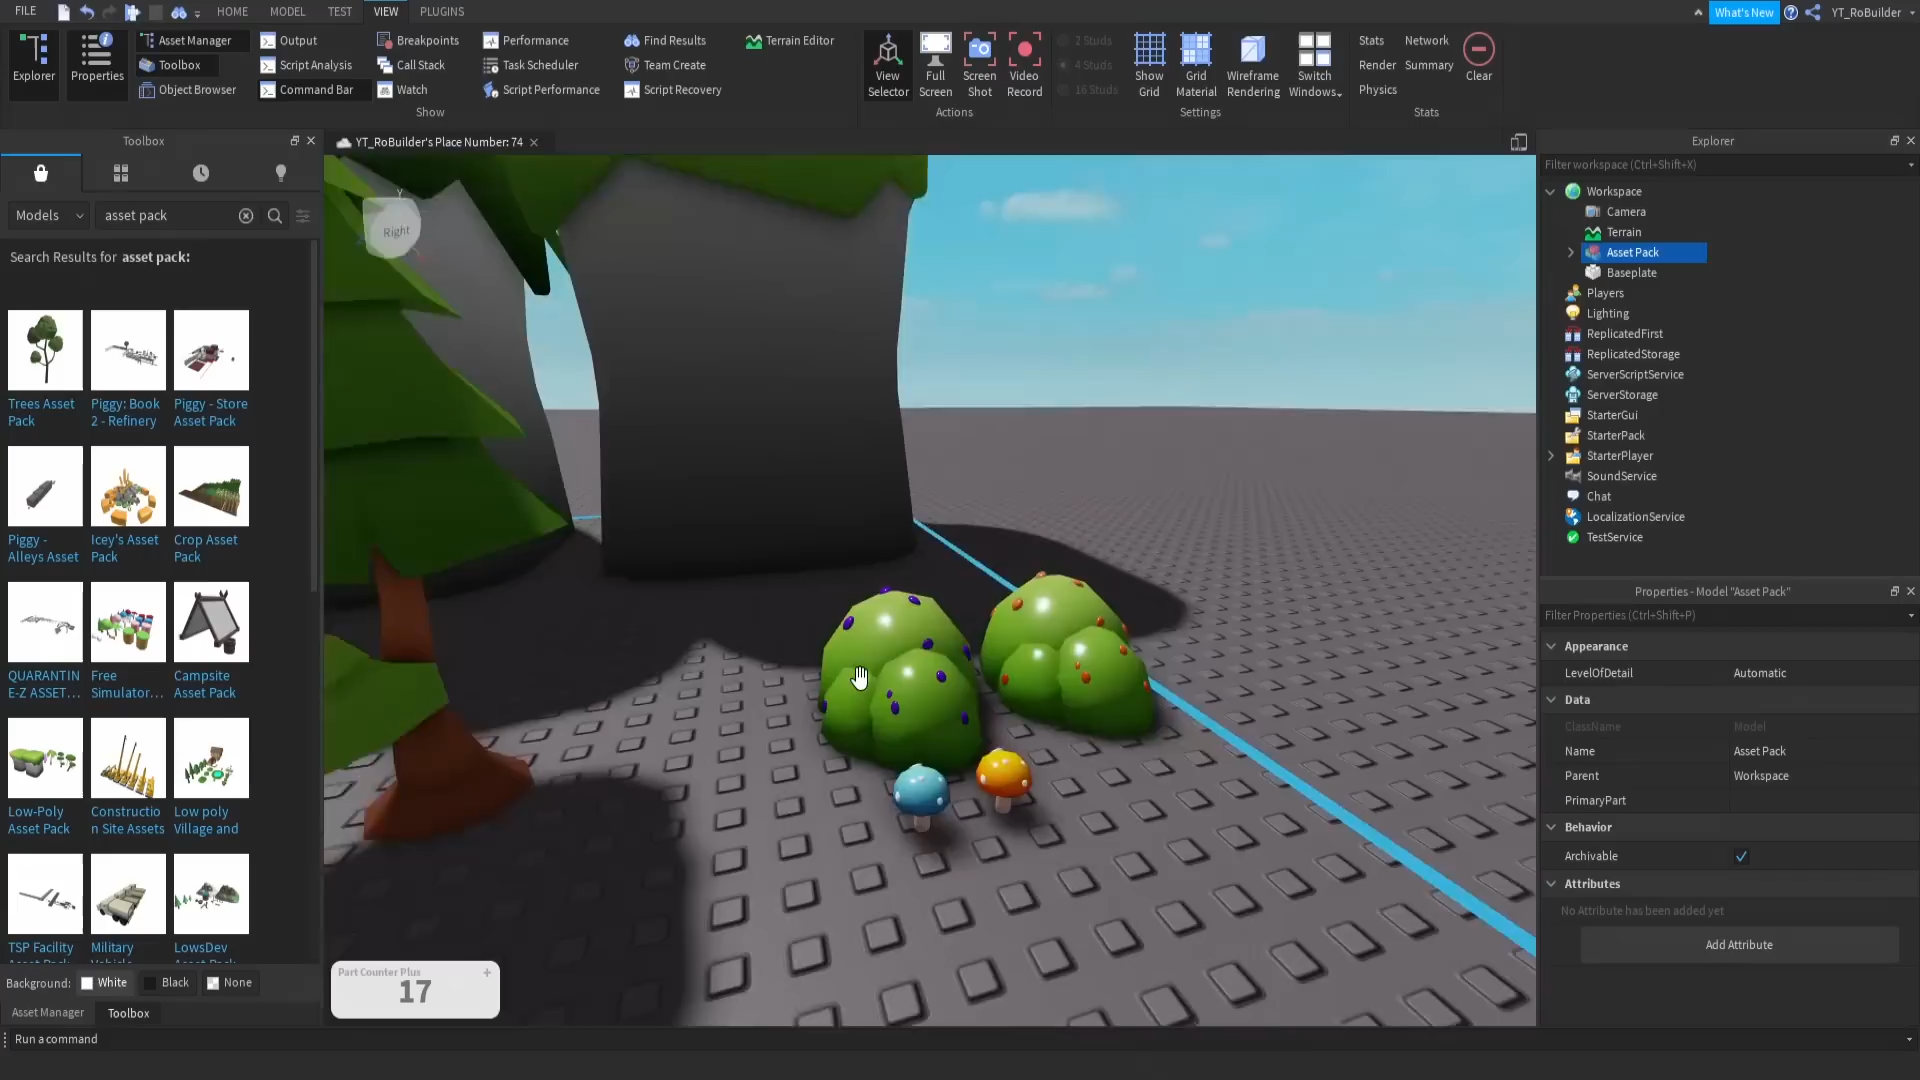 FILE HOME MODEL TEST VIEW PLUGINS What's New YT_RoBuilder
Explorer
Properties
Asset Manager
Toolbox
Object Browser
Output
Script Analysis
Command Bar
Breakpoints
Call Stack
Watch
Performance
Task Scheduler
Script Performance
Find Results
Team Create
Script Recovery
Terrain Editor
Show
View
Selector
Full
Screen
Screen
Shot
Video
Record
Actions
2 Studs
4 Studs
16 Studs
Show
Grid
Grid
Material
Wireframe
Rendering
Switch
Windows
Settings
Stats Network
Render Summary
Physics
Clear
Stats
Toolbox
Models
asset pack
Search Results for asset pack:
Trees Asset
Pack
Piggy: Book
2 - Refinery
Piggy - Store
Asset Pack
Piggy -
Alleys Asset
Icey's Asset
Pack
Crop Asset
Pack
QUARANTIN
E-Z ASSET...
Free
Simulator...
Campsite
Asset Pack
Low-Poly
Asset Pack
Constructio
n Site Assets
Low poly
Village and
TSP Facility
Asset Pack
Military
Vehicle
LowsDev
Asset Pack
Background: White Black None
Asset Manager Toolbox
Run a command
YT_RoBuilder's Place Number: 74
Y
Right
Part Counter Plus +
17
Explorer
Filter workspace (Ctrl+Shift+X)
Workspace
Camera
Terrain
Asset Pack
Baseplate
Players
Lighting
ReplicatedFirst
ReplicatedStorage
ServerScriptService
ServerStorage
StarterGui
StarterPack
StarterPlayer
SoundService
Chat
LocalizationService
TestService
Properties - Model "Asset Pack"
Filter Properties (Ctrl+Shift+P)
Appearance
LevelOfDetail Automatic
Data
ClassName Model
Name Asset Pack
Parent Workspace
PrimaryPart
Behavior
Archivable
Attributes
No Attribute has been added yet
Add Attribute